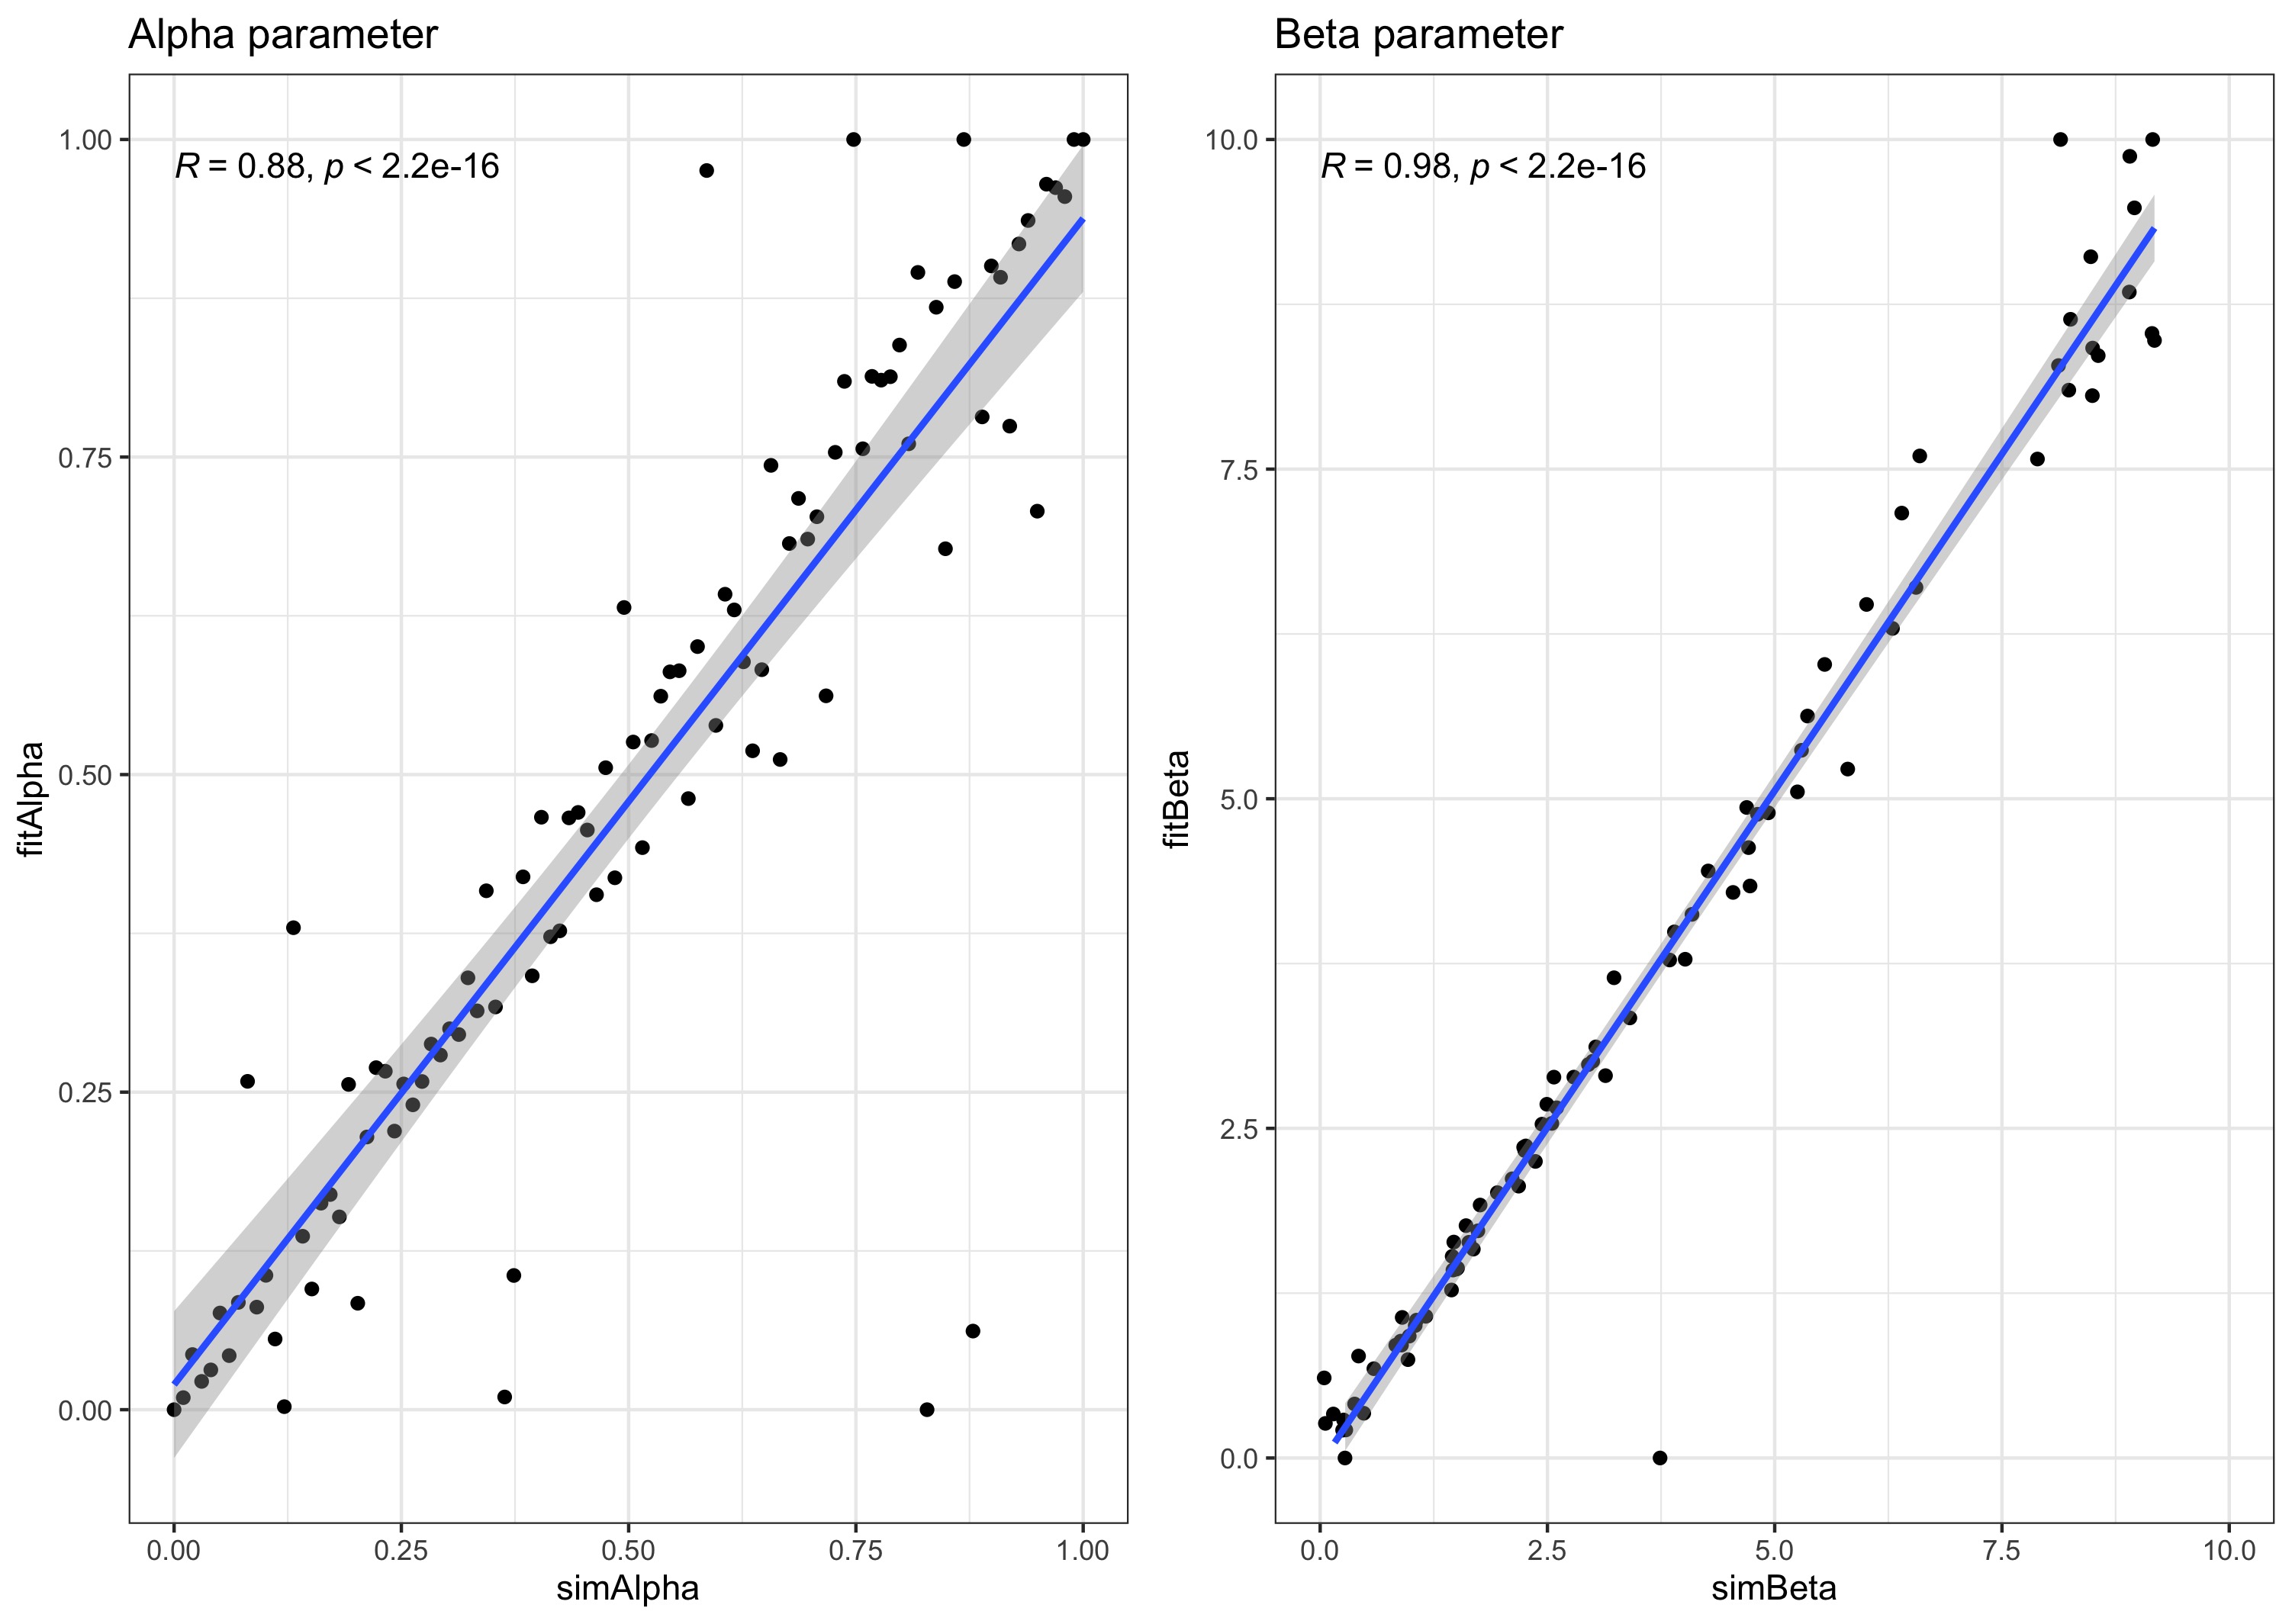 Alpha parameter
R = 0.88, p < 2.2e-16
1.00
0.75
0.50
0.25
0.00
fitAlpha
0.00 0.25 0.50 0.75 1.00
simAlpha
Beta parameter
R = 0.98, p < 2.2e-16
10.0
7.5
5.0
2.5
0.0
fitBeta
0.0 2.5 5.0 7.5 10.0
simBeta